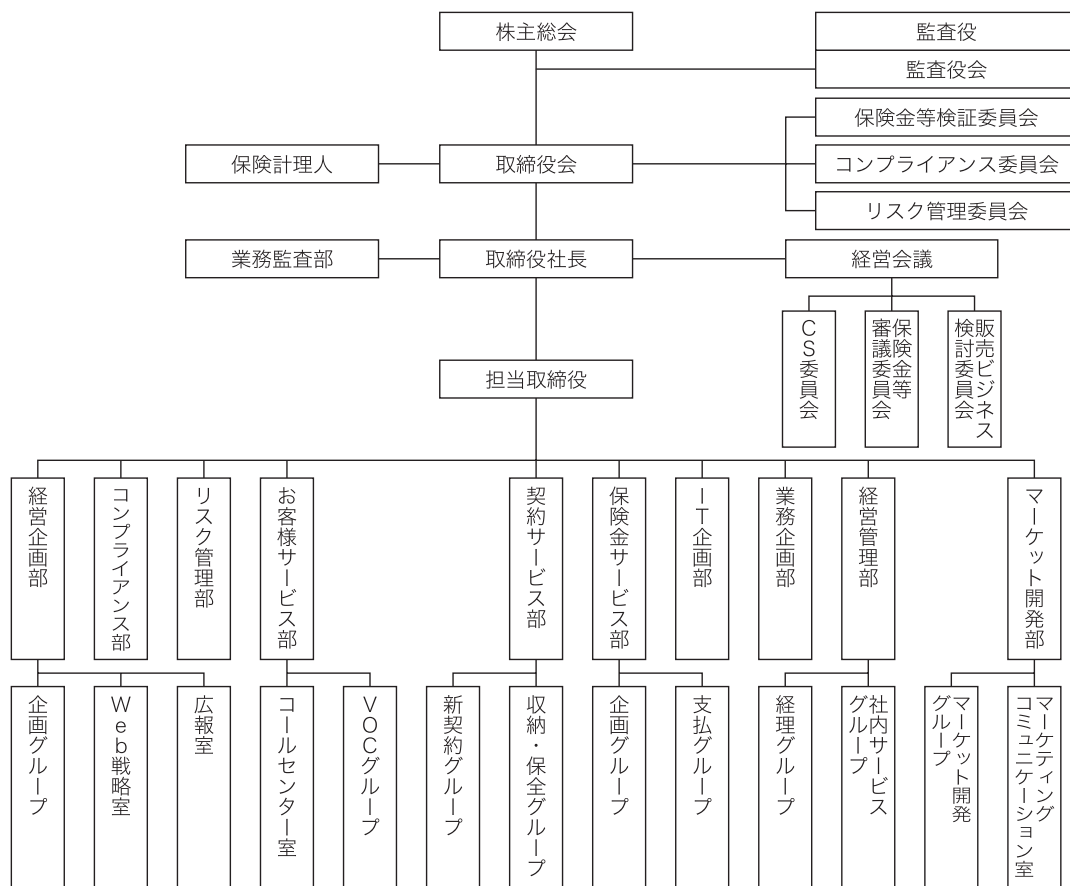 株主総会
監査役
監査役会
保険金等検証委員会
保険計理人
取締役会
コンプライアンス委員会
リスク管理委員会
業務監査部
取締役社長
経営会議
CS委員会
保険金等
審議委員会
販売ビジネス
検討委員会
担当取締役
経営企画部
コンプライアンス部
リスク管理部
お客様サービス部
契約サービス部
保険金サービス部
IT企画部
業務企画部
経営管理部
マーケット開発部
企画グループ
Web戦略室
広報室
コールセンター室
VOCグループ
新契約グループ
収納・保全グループ
企画グループ
支払グループ
経理グループ
社内サービス
グループ
マーケット開発
グループ
マーケティング
コミュニケーション室